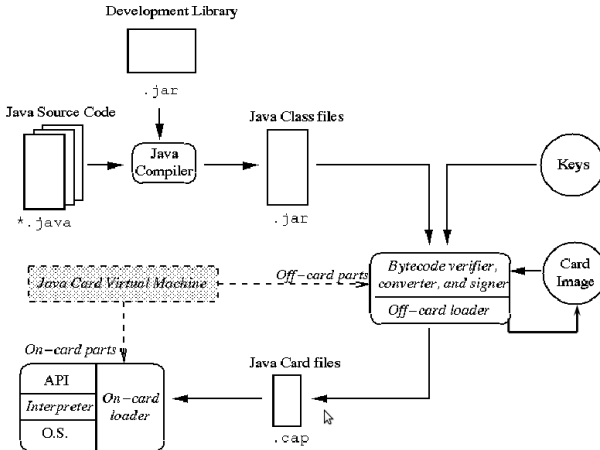 Development Library
.jar
Java Source Code
*.java
Java
Compiler
Java Class files
.jar
Keys
Java Card Virtual Machine
Off-card parts
Bytecode verifier,
converter, and signer
Off-card loader
Card
Image
On-card parts
API
Interpreter
O.S.
On-card
loader
Java Card files
.cap